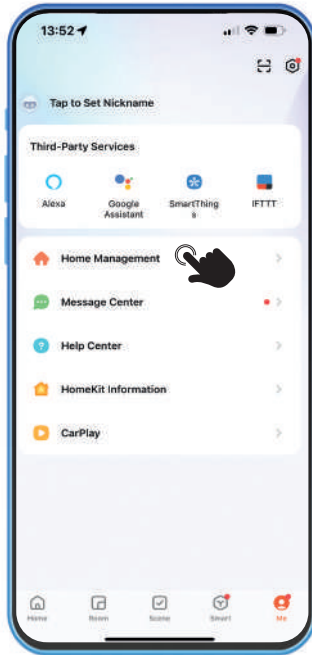 13:52
Tap to Set Nickname
Third-Party Services
Alexa
Google
Assistant
SmartThing
s
IFTTT
Home Management
Message Center
Help Center
HomeKit Information
CarPlay
Home
Room
Scene
Smart
Me